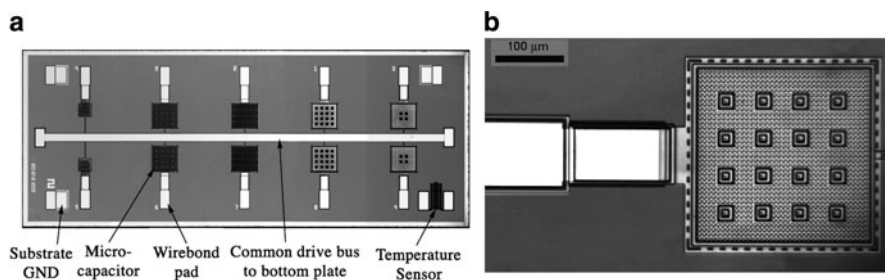 a
b
100 μm
Substrate GND
Micro-capacitor
Wirebond pad
Common drive bus to bottom plate
Temperature Sensor